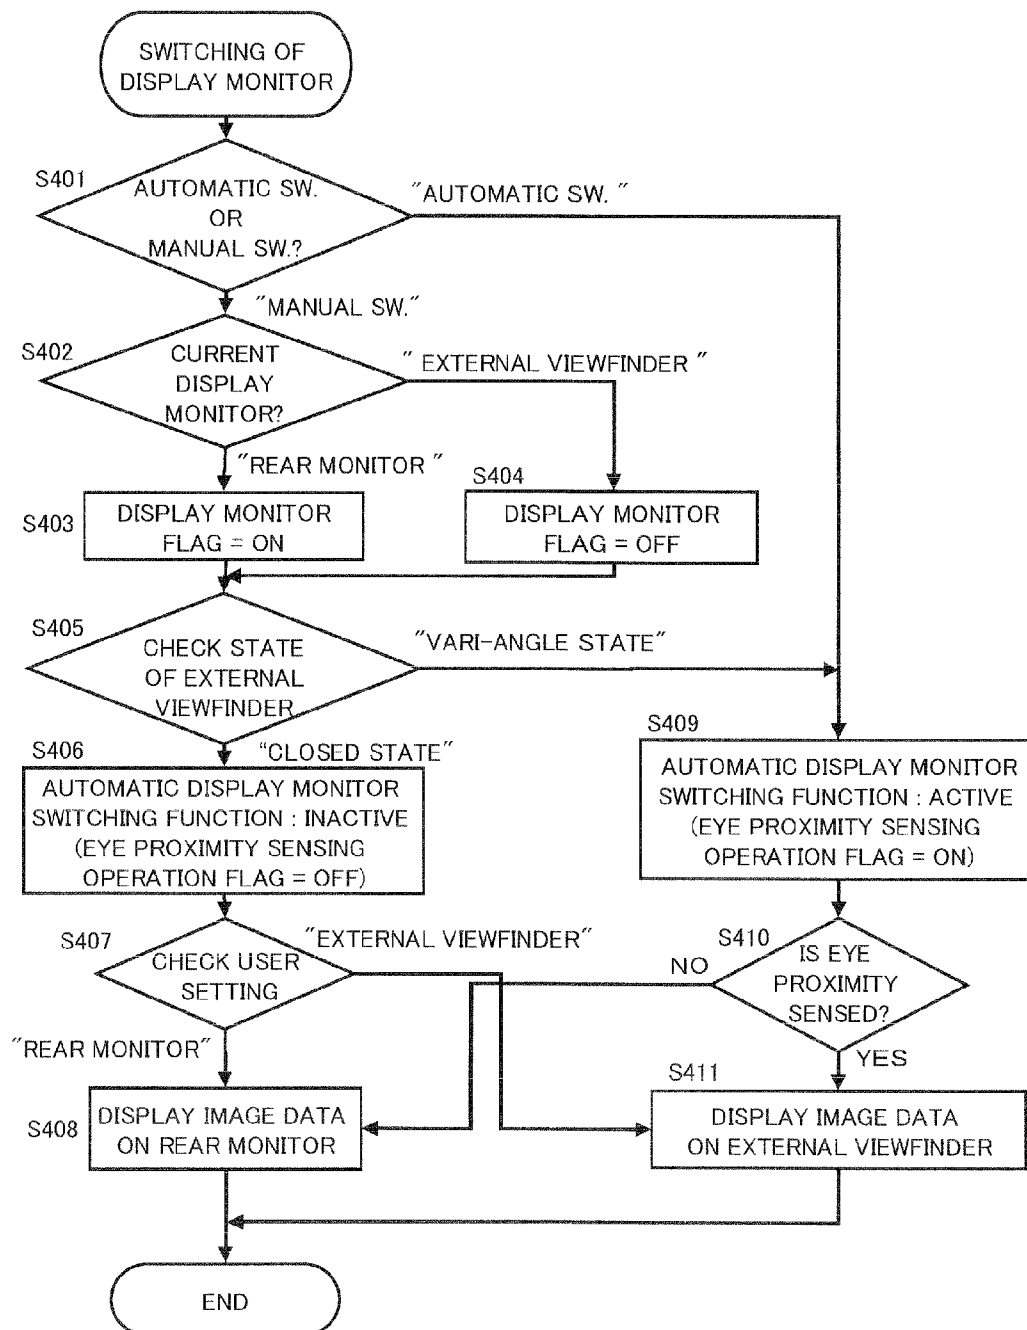 SWITCHING OF
DISPLAY MONITOR
S401
AUTOMATIC SW.
OR
MANUAL SW.?
"AUTOMATIC SW. "
"MANUAL SW."
S402
CURRENT
DISPLAY
MONITOR?
" EXTERNAL VIEWFINDER "
"REAR MONITOR "
S403
DISPLAY MONITOR
FLAG = ON
S404
DISPLAY MONITOR
FLAG = OFF
S405
CHECK STATE
OF EXTERNAL
VIEWFINDER
"VARI-ANGLE STATE"
"CLOSED STATE"
S406
AUTOMATIC DISPLAY MONITOR
SWITCHING FUNCTION : INACTIVE
(EYE PROXIMITY SENSING
OPERATION FLAG = OFF)
S409
AUTOMATIC DISPLAY MONITOR
SWITCHING FUNCTION : ACTIVE
(EYE PROXIMITY SENSING
OPERATION FLAG = ON)
S407
CHECK USER
SETTING
"EXTERNAL VIEWFINDER"
"REAR MONITOR"
S410
IS EYE
PROXIMITY
SENSED?
NO
YES
S408
DISPLAY IMAGE DATA
ON REAR MONITOR
S411
DISPLAY IMAGE DATA
ON EXTERNAL VIEWFINDER
END